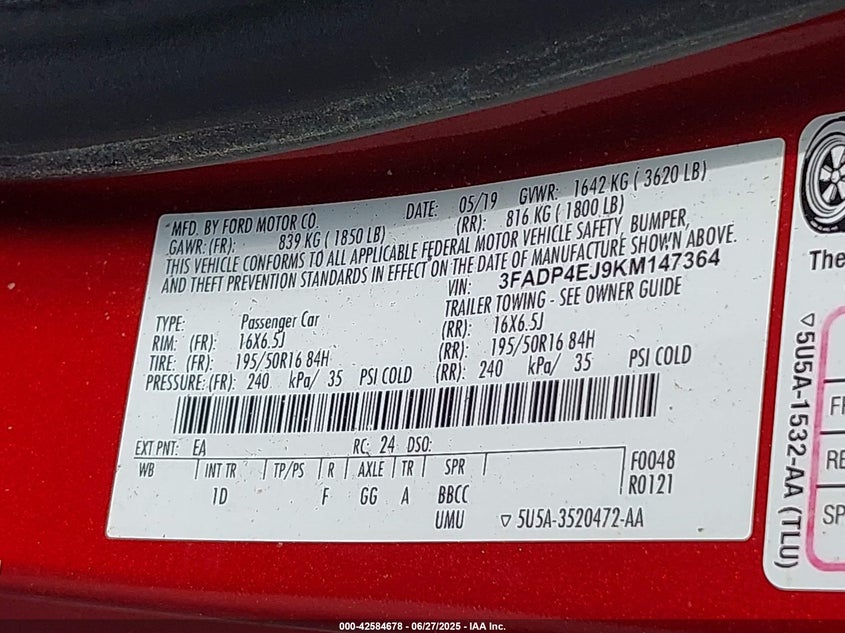 MFD. BY FORD MOTOR CO. DATE: 05/19 GVWR: 1642 KG ( 3620 LB)
GAWR: (FR): 839 KG ( 1850 LB) (RR): 816 KG ( 1800 LB)
THIS VEHICLE CONFORMS TO ALL APPLICABLE FEDERAL MOTOR VEHICLE SAFETY, BUMPER,
AND THEFT PREVENTION STANDARDS IN EFFECT ON THE DATE OF MANUFACTURE SHOWN ABOVE.
VIN: 3FADP4EJ9KM147364
TRAILER TOWING - SEE OWNER GUIDE
TYPE: Passenger Car
RIM: (FR): 16X6.5J (RR): 16X6.5J
TIRE: (FR): 195/50R16 84H (RR): 195/50R16 84H
PRESSURE: (FR): 240 kPa/ 35 PSI COLD (RR): 240 kPa/ 35 PSI COLD
EXT PNT: EA RC: 24 DSO:
WB INT TR TP/PS R AXLE TR SPR F0048
1D F GG A BBCC R0121
UMU ▽ 5U5A-3520472-AA
The
▽5U5A-1532-AA (TLU)
RE
SP
000-42584678 - 06/27/2025 - IAA Inc.